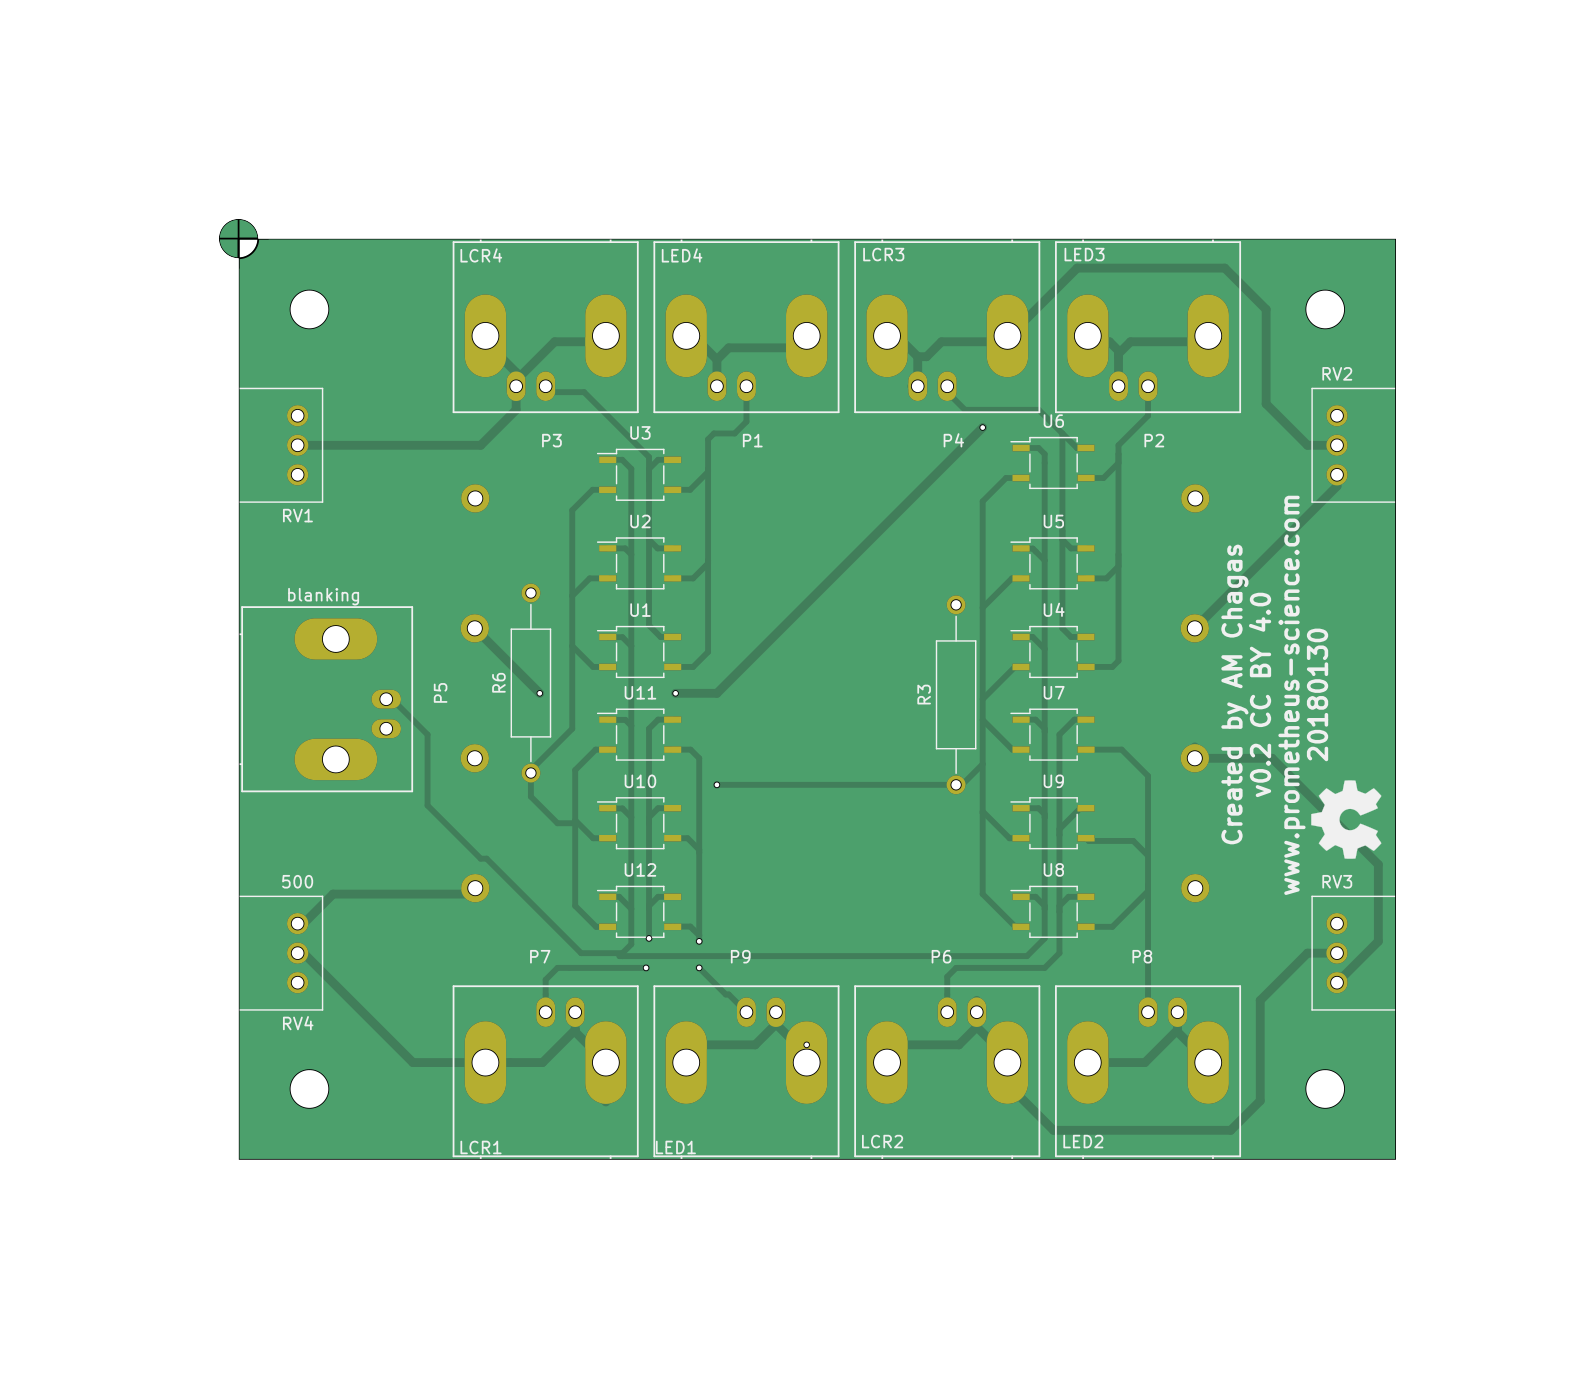 LCR4
LED4
LCR3
LED3
RV2
P3
U3
P1
P4
U6
P2
RV1
U2
U5
blanking
U1
U4
P5
R6
U11
R3
U7
Created by AM Chagas
v0.2 CC BY 4.0
www.prometheus-science.com
20180130
U10
U9
500
U12
U8
RV3
P7
P9
P6
P8
RV4
LCR1
LED1
LCR2
LED2